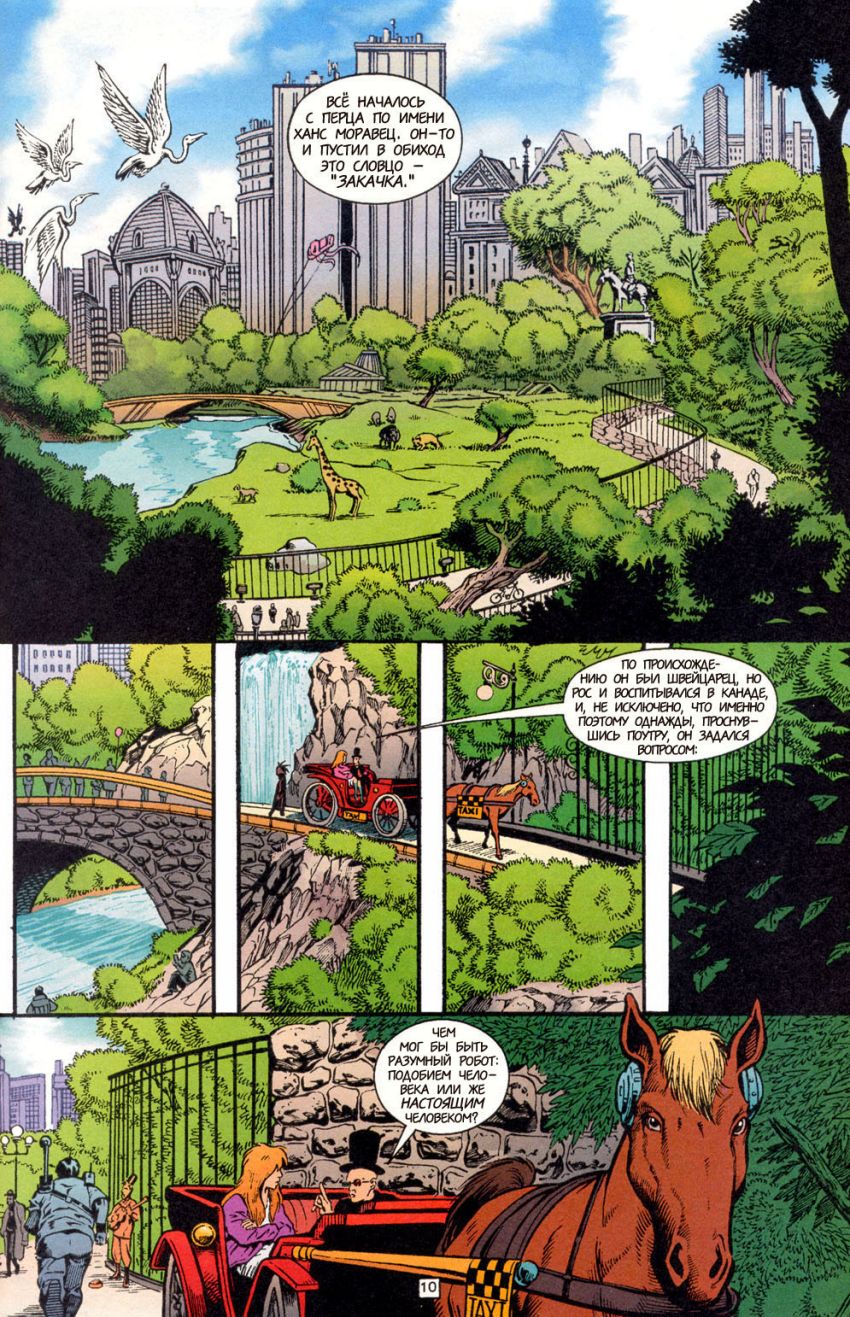 ВСЁ НАЧАЛОСЬ
С ПЕРЦА ПО ИМЕНИ
ХАНС МОРАВЕЦ. ОН-ТО
И ПУСТИЛ В ОБИХОД
ЭТО СЛОВЦО –
"ЗАКАЧКА."
ПО ПРОИСХОЖДЕ-
НИЮ ОН БЫЛ ШВЕЙЦАРЕЦ, НО
РОС И ВОСПИТЫВАЛСЯ В КАНАДЕ,
И, НЕ ИСКЛЮЧЕНО, ЧТО ИМЕННО
ПОЭТОМУ ОДНАЖДЫ, ПРОСНУВ-
ШИСЬ ПОУТРУ, ОН ЗАДАЛСЯ
ВОПРОСОМ:
TAXI
TAXI
ЧЕМ
МОГ БЫ БЫТЬ
РАЗУМНЫЙ РОБОТ:
ПОДОБИЕМ ЧЕЛО-
ВЕКА ИЛИ ЖЕ
НАСТОЯЩИМ
ЧЕЛОВЕКОМ?
TAXI
10